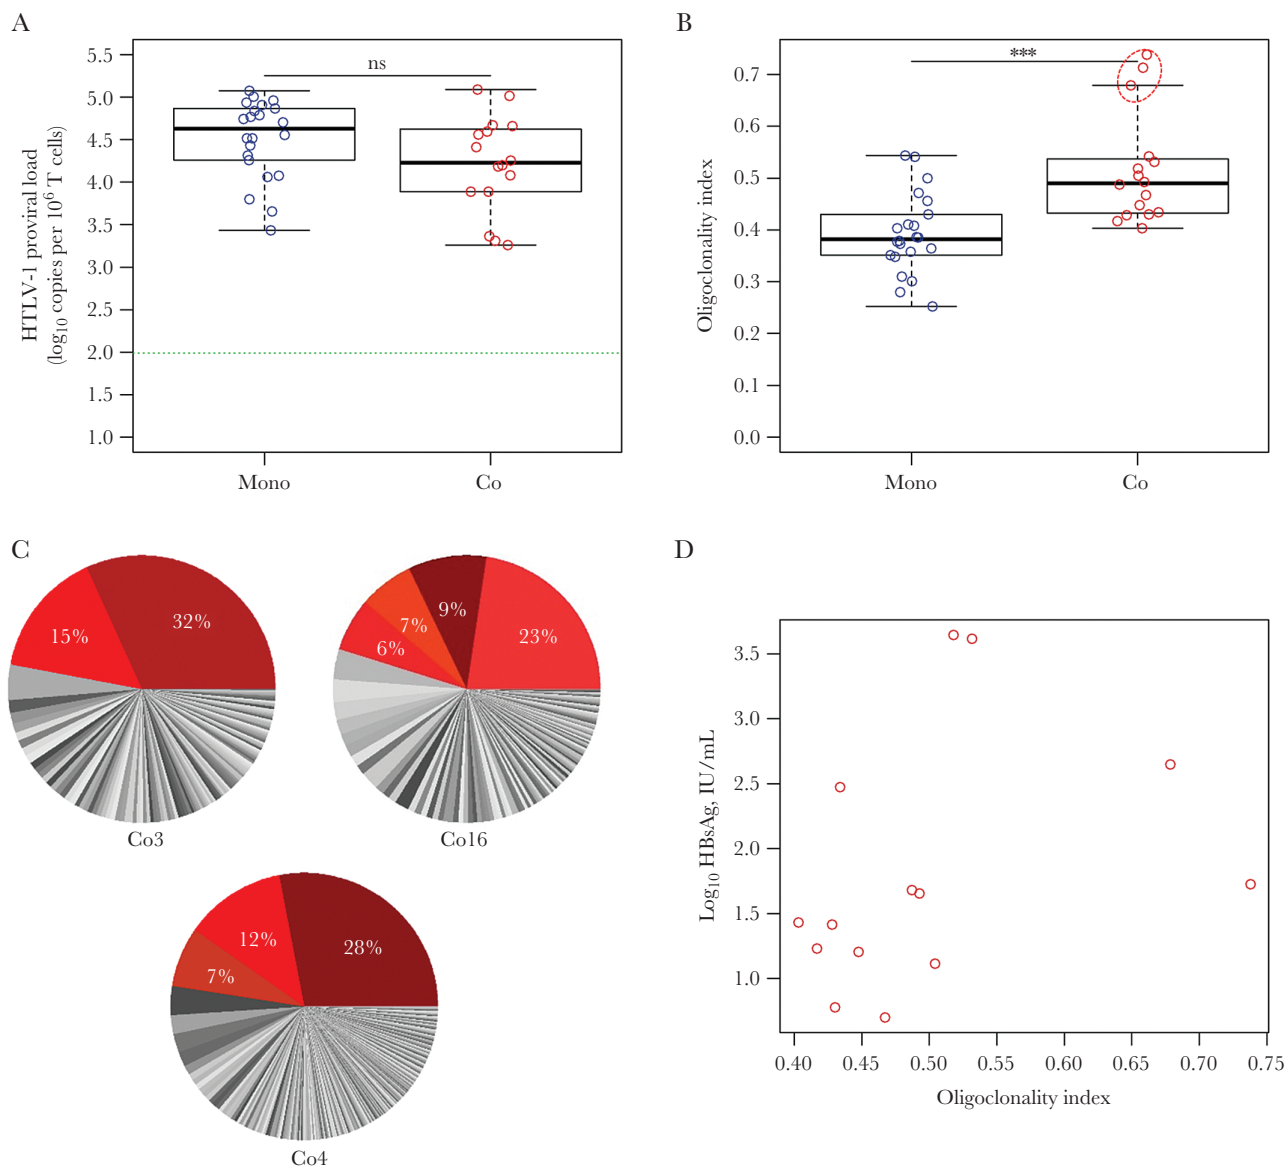 A
HTLV-1 proviral load
(log10 copies per 10^6 T cells)
5.5
5.0
4.5
4.0
3.5
3.0
2.5
2.0
1.5
1.0
ns
Mono
Co
B
Oligoclonality index
0.7
0.6
0.5
0.4
0.3
0.2
0.1
0.0
***
Mono
Co
C
15%
32%
Co3
6%
7%
9%
23%
Co16
7%
12%
28%
Co4
D
Log10 HBsAg, IU/mL
3.5
3.0
2.5
2.0
1.5
1.0
0.40 0.45 0.50 0.55 0.60 0.65 0.70 0.75
Oligoclonality index